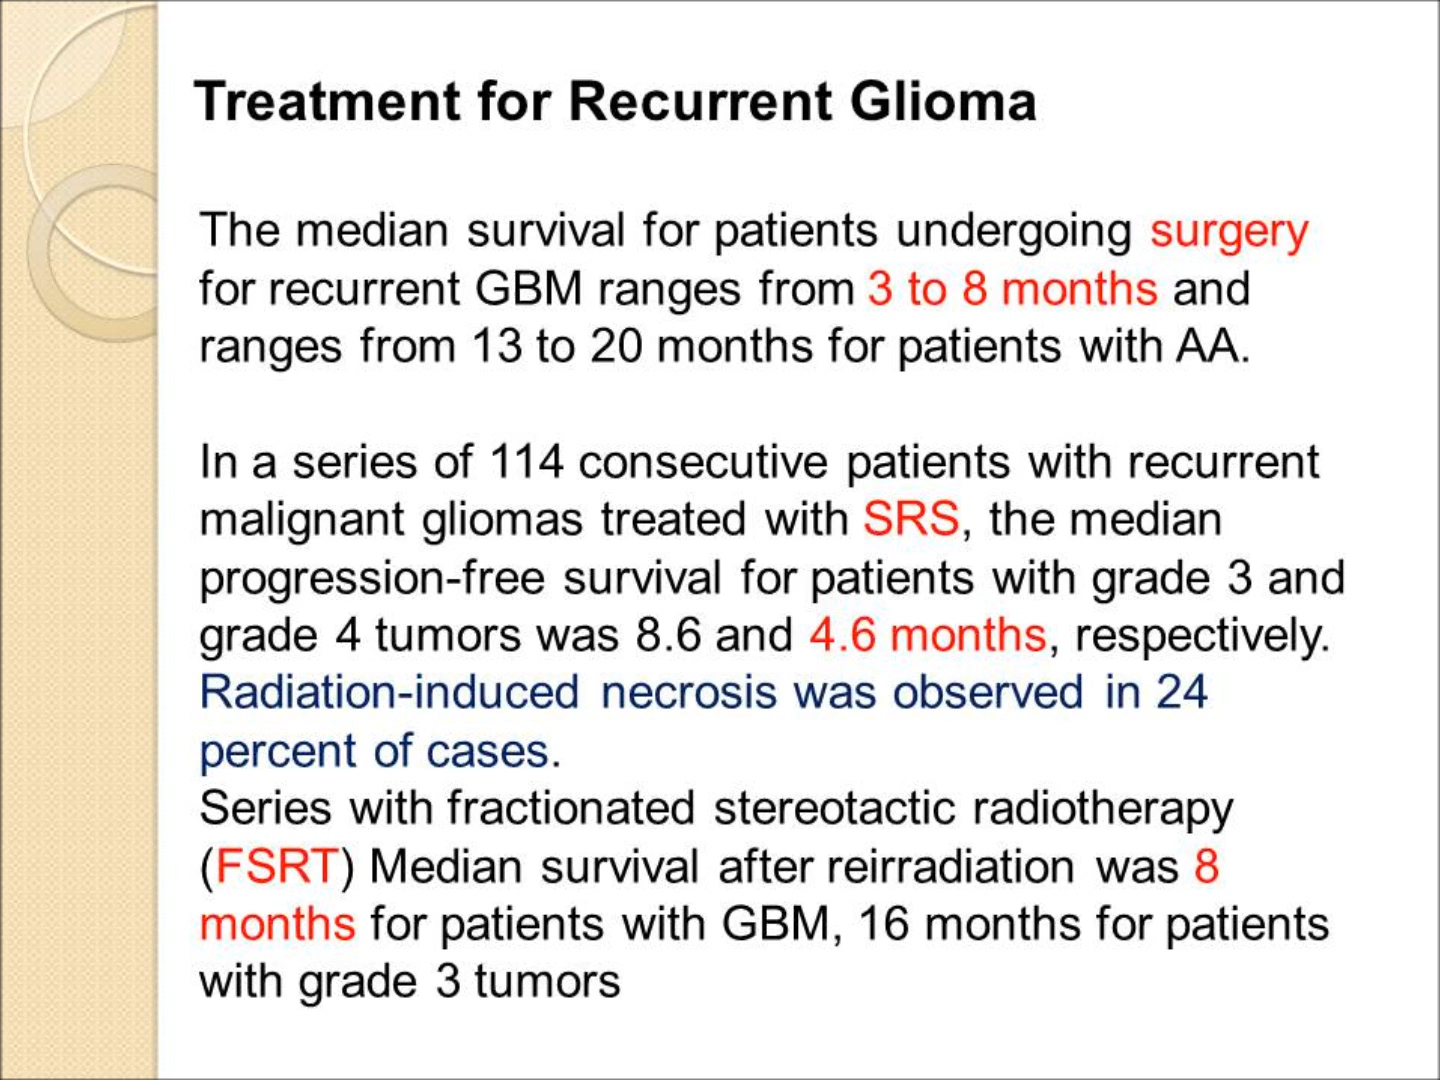 Treatment for Recurrent Glioma
The median survival for patients undergoing surgery
for recurrent GBM ranges from 3 to 8 months and
ranges from 13 to 20 months for patients with AA.
In a series of 114 consecutive patients with recurrent
malignant gliomas treated with SRS, the median
progression-free survival for patients with grade 3 and
grade 4 tumors was 8.6 and 4.6 months, respectively.
Radiation-induced necrosis was observed in 24
percent of cases.
Series with fractionated stereotactic radiotherapy
(FSRT) Median survival after reirradiation was 8
months for patients with GBM, 16 months for patients
with grade 3 tumors